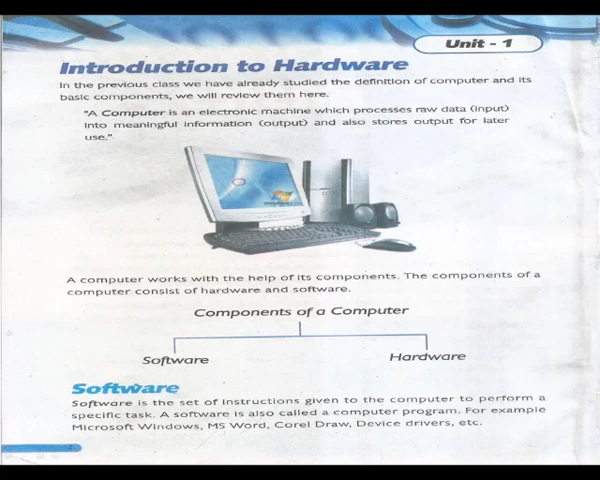 Unit - 1
Introduction to Hardware
In the previous class we have already studied the definition of computer and its
basic components, we will review them here.
"A Computer is an electronic machine which processes raw data (input)
into meaningful information (output) and also stores output for later
use."
A computer works with the help of its components. The components of a
computer consist of hardware and software.
Components of a Computer
Software
Hardware
Software
Software is the set of instructions given to the computer to perform a
specific task. A software is also called a computer program. For example
Microsoft Windows, MS Word, Corel Draw, Device drivers, etc.